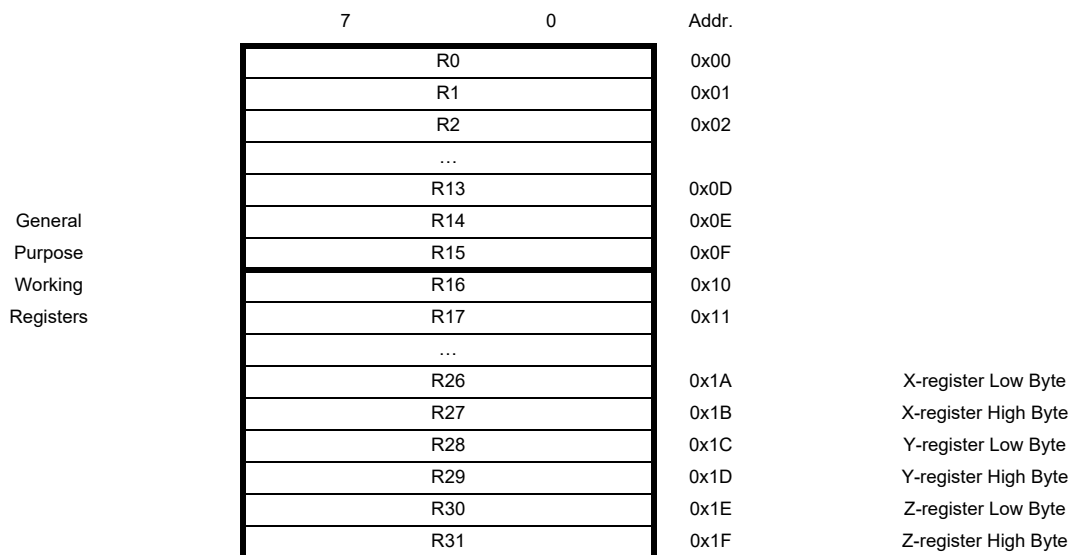 7 0 Addr.
R0 0x00
R1 0x01
R2 0x02
…
R13 0x0D
General R14 0x0E
Purpose R15 0x0F
Working R16 0x10
Registers R17 0x11
…
R26 0x1A X-register Low Byte
R27 0x1B X-register High Byte
R28 0x1C Y-register Low Byte
R29 0x1D Y-register High Byte
R30 0x1E Z-register Low Byte
R31 0x1F Z-register High Byte